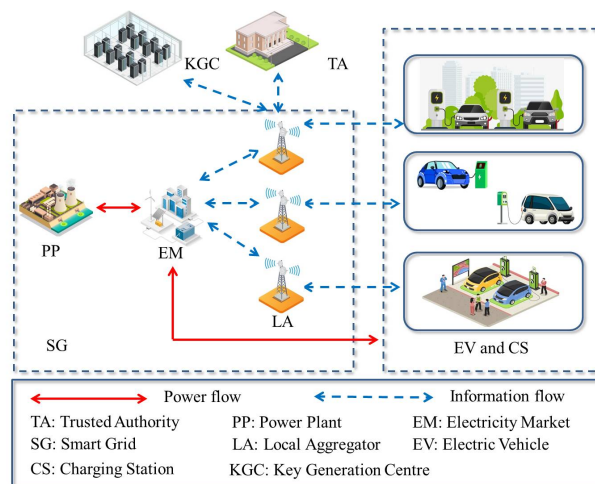 KGC
TA
PP
EM
LA
SG
EV and CS
Power flow
Information flow
TA: Trusted Authority
PP: Power Plant
EM: Electricity Market
SG: Smart Grid
LA: Local Aggregator
EV: Electric Vehicle
CS: Charging Station
KGC: Key Generation Centre